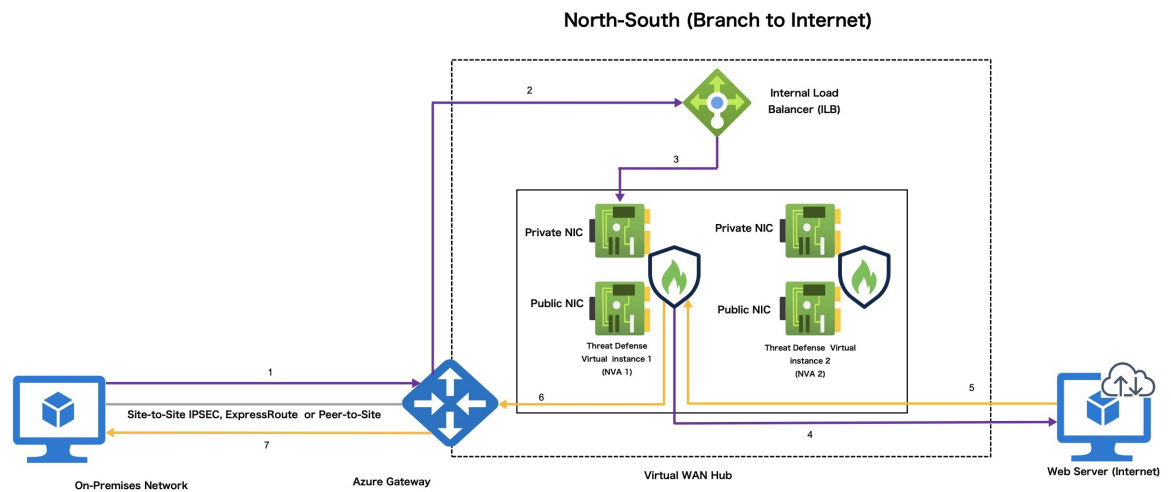 North-South (Branch to Internet)
2
Internal Load
Balancer (ILB)
3
Private NIC
Private NIC
Public NIC
Public NIC
Threat Defense
Virtual instance 1
(NVA 1)
Threat Defense Virtual
instance 2
(NVA 2)
1
6
5
Site-to-Site IPSEC, ExpressRoute or Peer-to-Site
4
7
On-Premises Network
Azure Gateway
Virtual WAN Hub
Web Server (Internet)